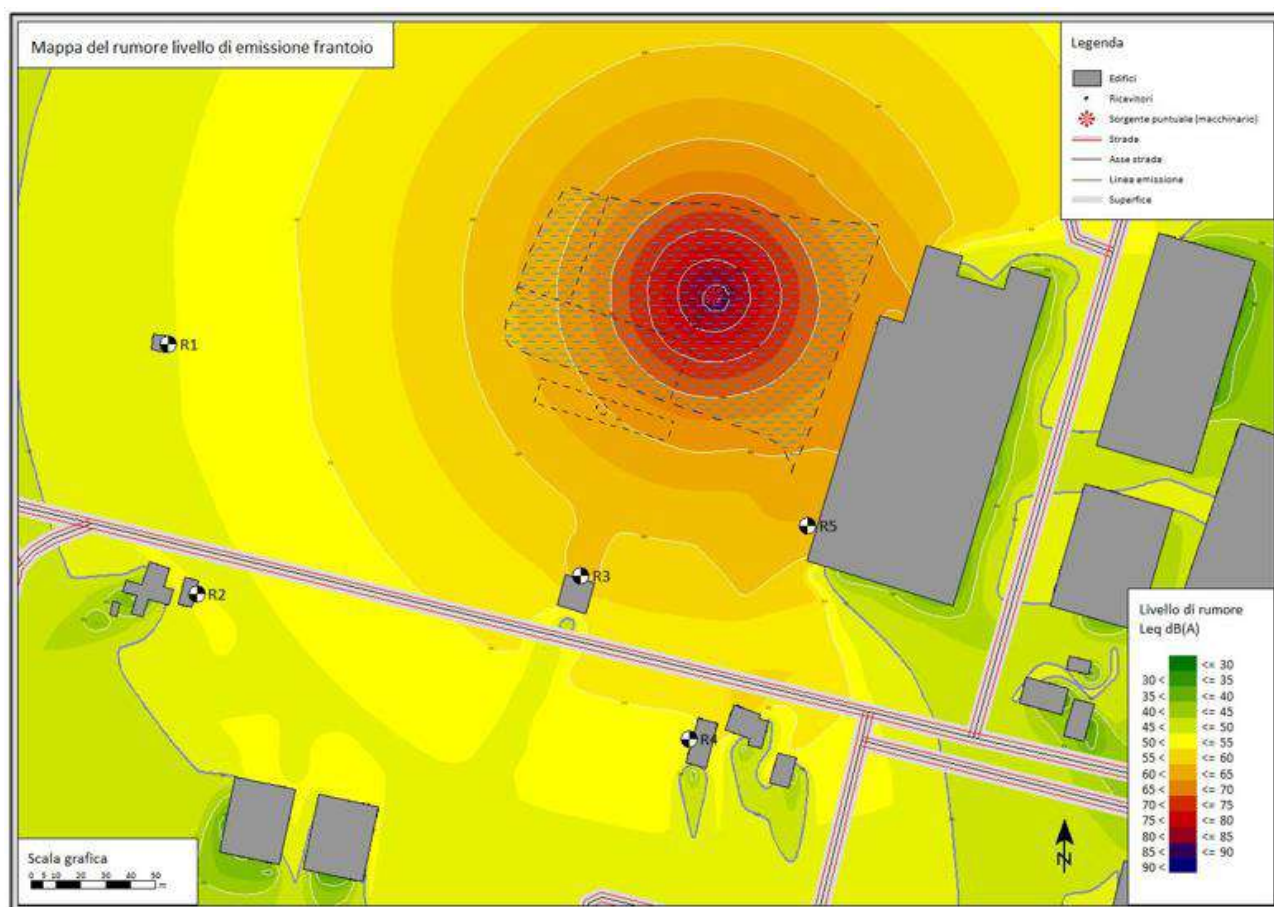 Mappa del rumore livello di emissione frantoio
Legenda
Edifici
Ricevitori
Sorgente puntuale (macchinario)
Strada
Asse strada
Linea emissione
Superfice
R1
R2
R3
R4
R5
Livello di rumore
Leq dB(A)
<= 30
30 < <= 35
35 < <= 40
40 < <= 45
45 < <= 50
50 < <= 55
55 < <= 60
60 < <= 65
65 < <= 70
70 < <= 75
75 < <= 80
80 < <= 85
85 < <= 90
90 <
Scala grafica
0 5 10 20 30 40 50
m
N